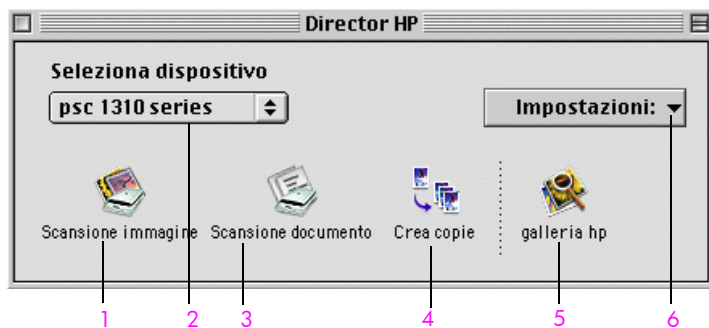 Director HP
Seleziona dispositivo
psc 1310 series
Impostazioni:
Scansione immagine
Scansione documento
Crea copie
galleria hp
1 2 3 4 5 6